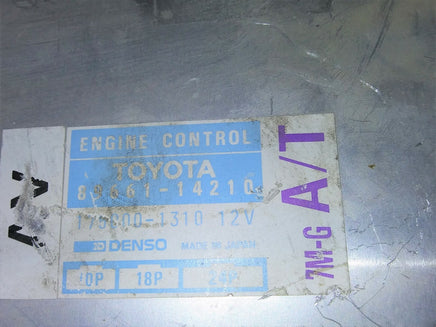 ENGINE CONTROL
TOYOTA
89661-14210
175800-1310 12V
DENSO MADE IN JAPAN
10P 18P
7M-G A/T